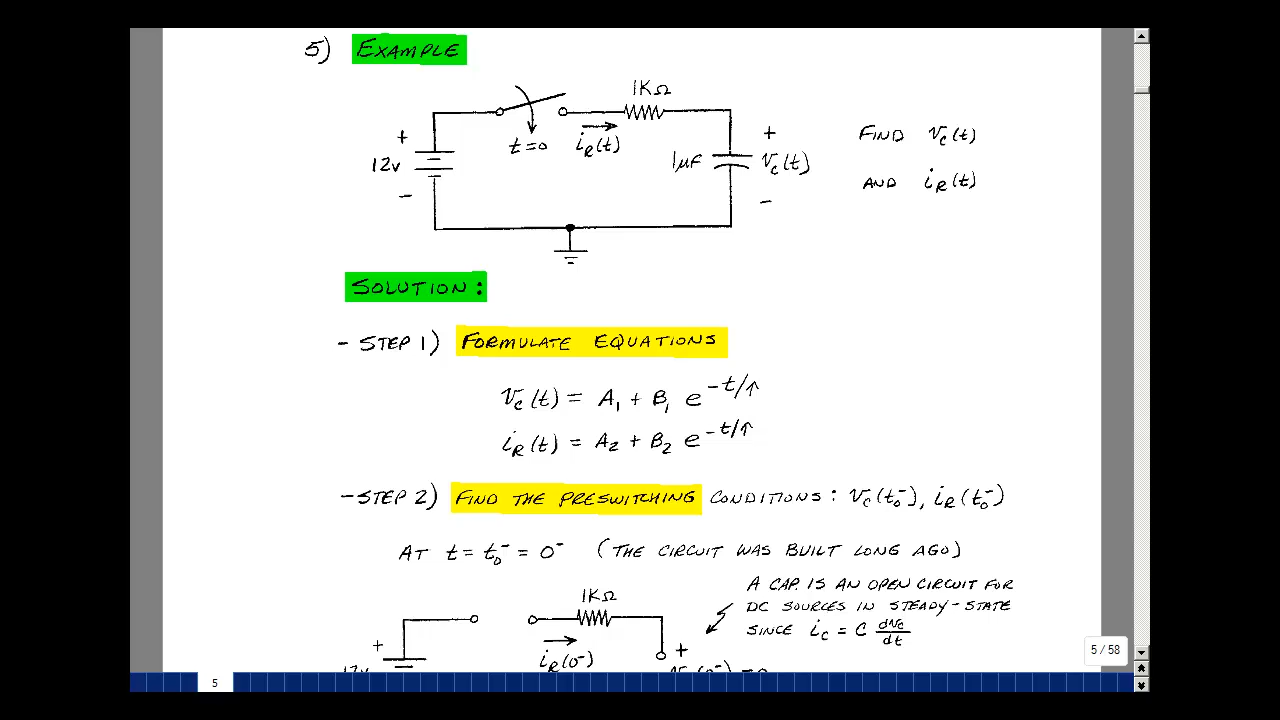 5) EXAMPLE
1KΩ
t=0
iR(t)
+
12V
-
1μF
+
vc(t)
-
FIND vc(t)
AND iR(t)
SOLUTION:
- STEP 1) FORMULATE EQUATIONS
vc(t) = A1 + B1 e^-t/τ
iR(t) = A2 + B2 e^-t/τ
- STEP 2) FIND THE PRESWITCHING CONDITIONS: vc(t0-), iR(t0-)
AT t = t0- = 0- (THE CIRCUIT WAS BUILT LONG AGO)
A CAP. IS AN OPEN CIRCUIT FOR
DC SOURCES IN STEADY-STATE
SINCE ic = C dvc/dt
1KΩ
+
iR(0-)
+
5 / 58
5